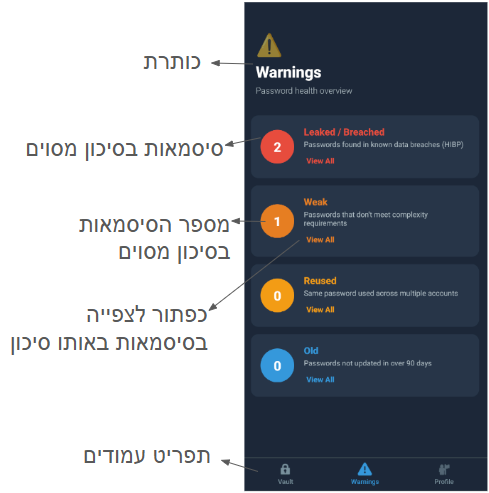 כותרת
Warnings
Password health overview
סיסמאות בסיכון מסוים
2
Leaked / Breached
Passwords found in known data breaches (HIBP)
View All
מספר הסיסמאות
בסיכון מסוים
1
Weak
Passwords that don't meet complexity
requirements
View All
כפתור לצפייה
בסיסמאות באותו סיכון
0
Reused
Same password used across multiple accounts
View All
0
Old
Passwords not updated in over 90 days
View All
תפריט עמודים
Vault
Warnings
Profile